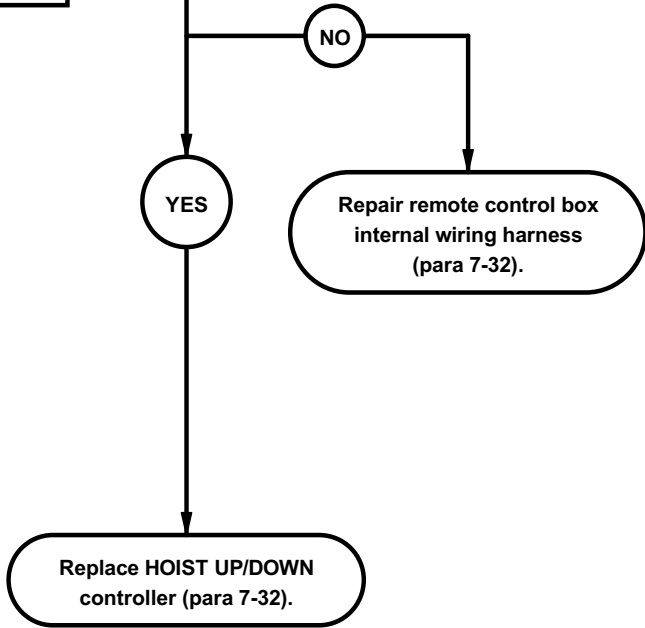 NO
YES
Repair remote control box
internal wiring harness
(para 7-32).
Replace HOIST UP/DOWN
controller (para 7-32).